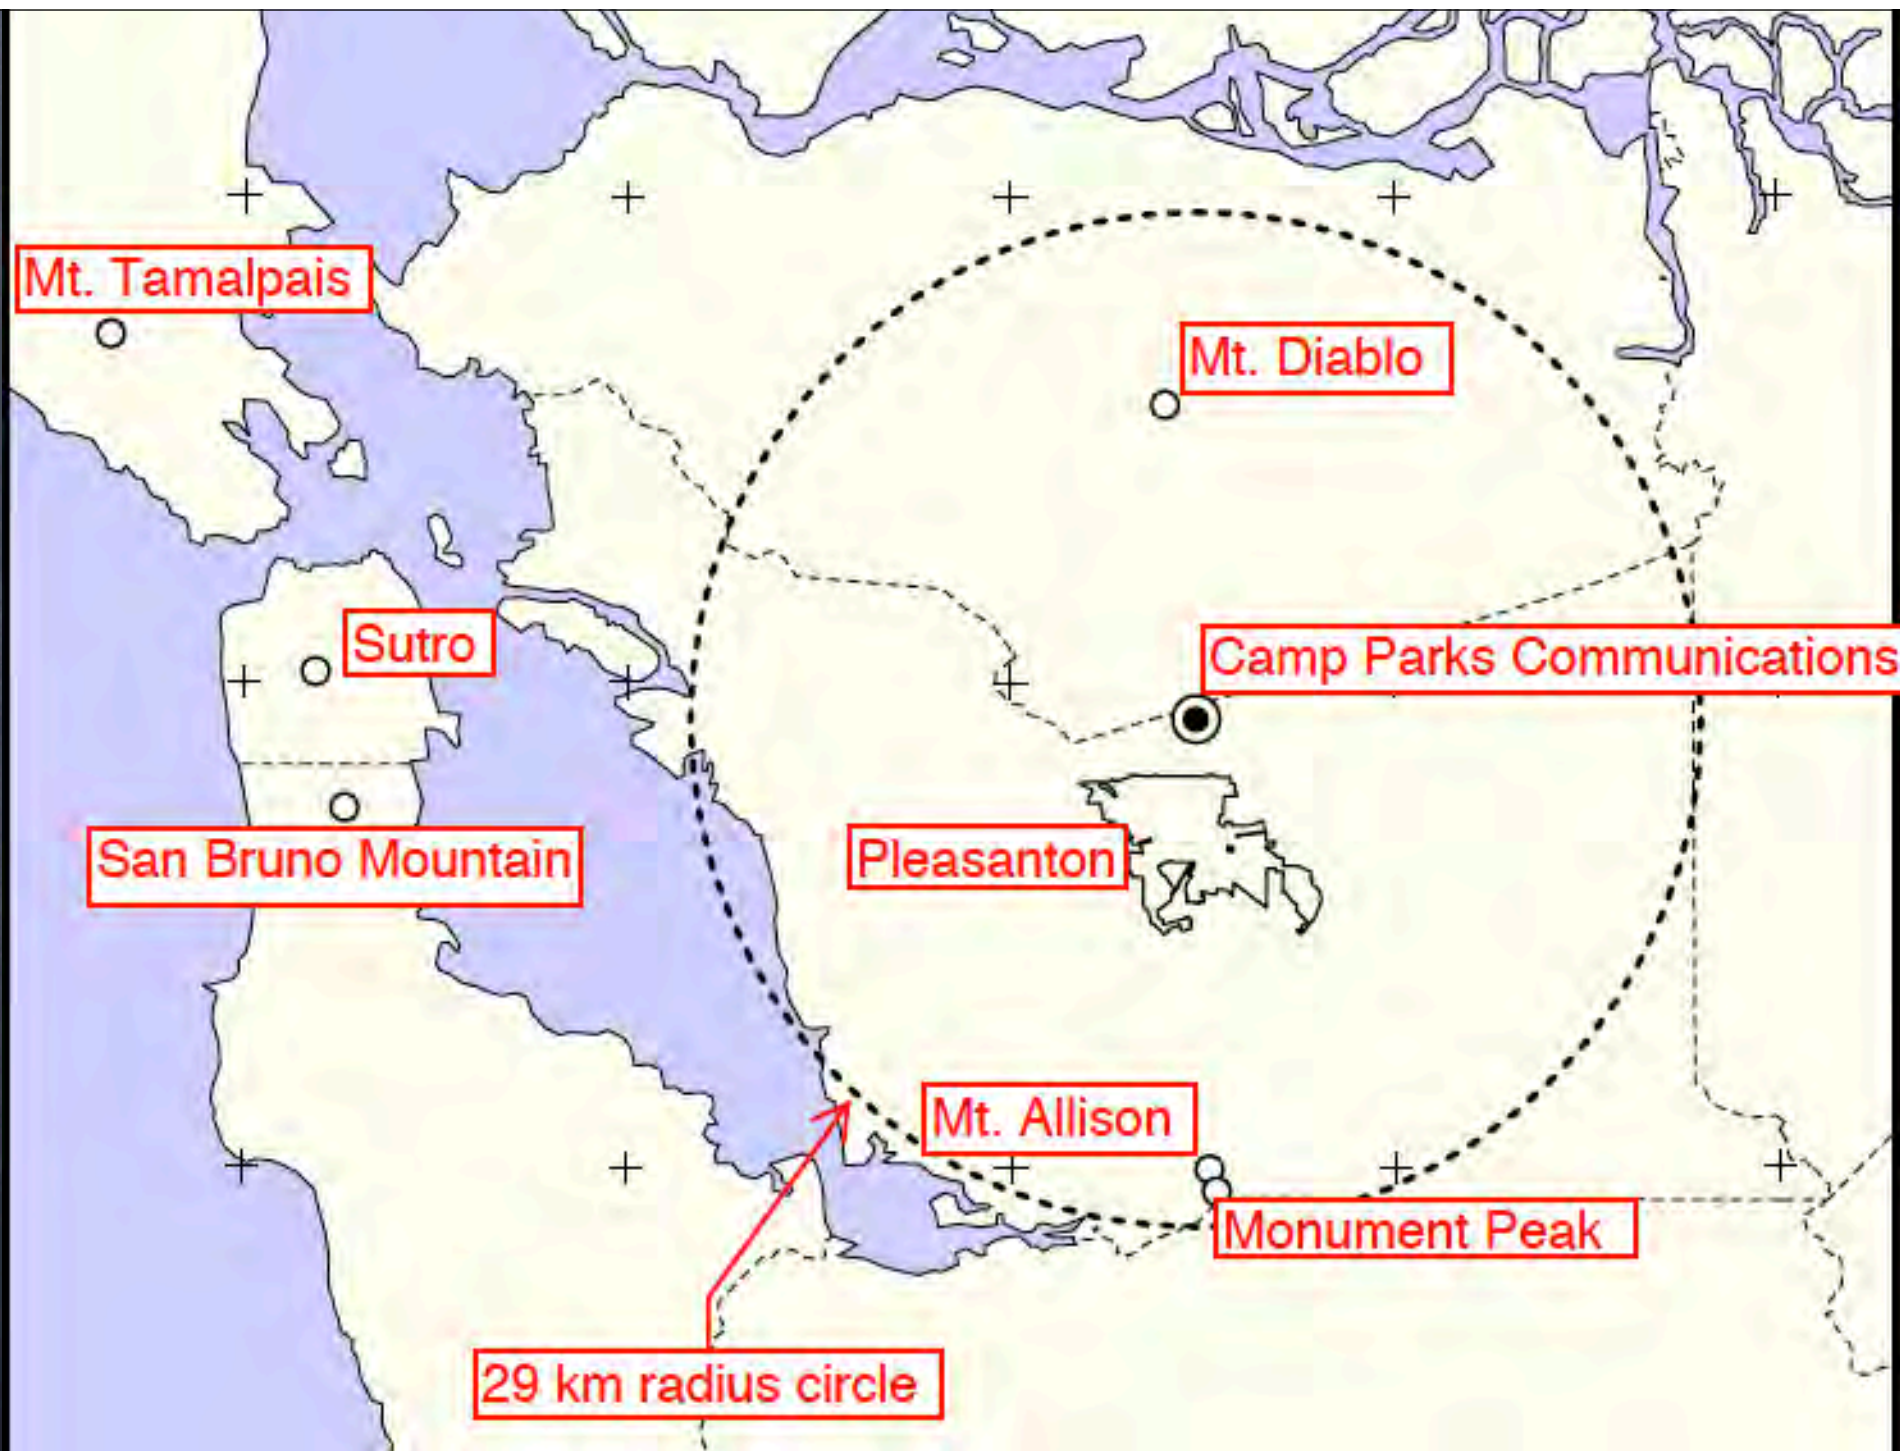 Mt. Tamalpais
Mt. Diablo
Sutro
Camp Parks Communications
San Bruno Mountain
Pleasanton
Mt. Allison
Monument Peak
29 km radius circle